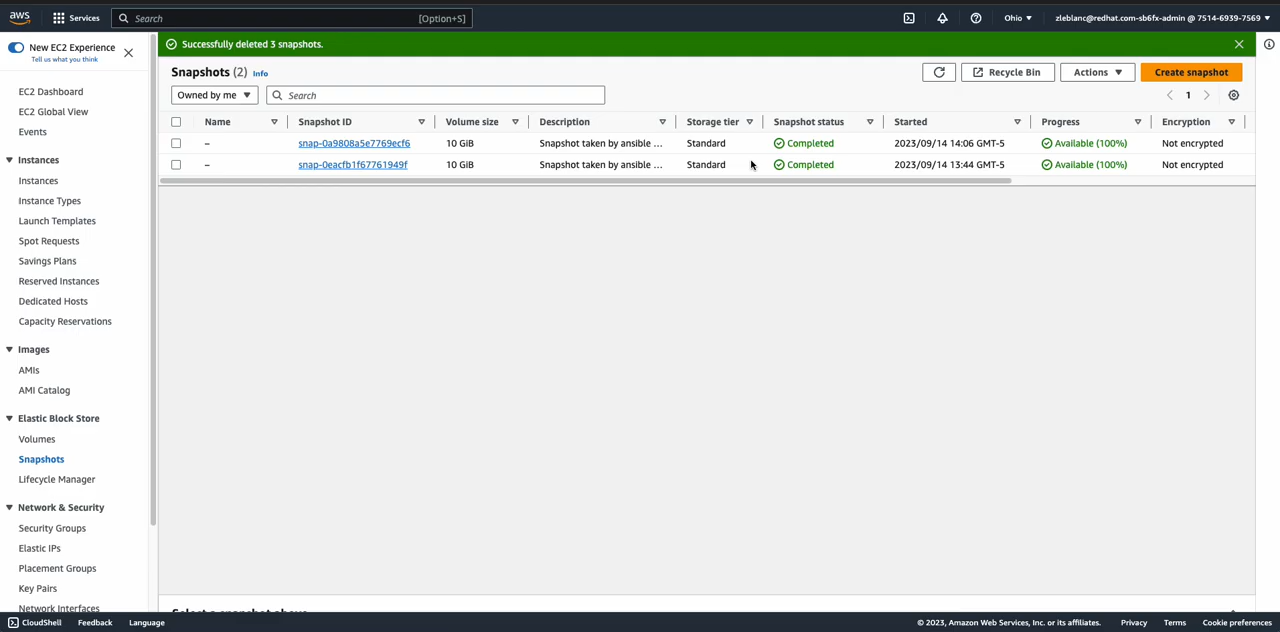 aws Services Search [Option+S] Ohio zleblanc@redhat.com-sb6fx-admin @ 7514-6939-7569
New EC2 Experience
Tell us what you think
EC2 Dashboard
EC2 Global View
Events
Instances
Instances
Instance Types
Launch Templates
Spot Requests
Savings Plans
Reserved Instances
Dedicated Hosts
Capacity Reservations
Images
AMIs
AMI Catalog
Elastic Block Store
Volumes
Snapshots
Lifecycle Manager
Network & Security
Security Groups
Elastic IPs
Placement Groups
Key Pairs
Network Interfaces
Successfully deleted 3 snapshots.
Snapshots (2) Info Recycle Bin Actions Create snapshot
Owned by me Search 1
Name Snapshot ID Volume size Description Storage tier Snapshot status Started Progress Encryption
– snap-0a9808a5e7769ecf6 10 GiB Snapshot taken by ansible ... Standard Completed 2023/09/14 14:06 GMT-5 Available (100%) Not encrypted
– snap-0eacfb1f67761949f 10 GiB Snapshot taken by ansible ... Standard Completed 2023/09/14 13:44 GMT-5 Available (100%) Not encrypted
Select a snapshot above
CloudShell Feedback Language © 2023, Amazon Web Services, Inc. or its affiliates. Privacy Terms Cookie preferences